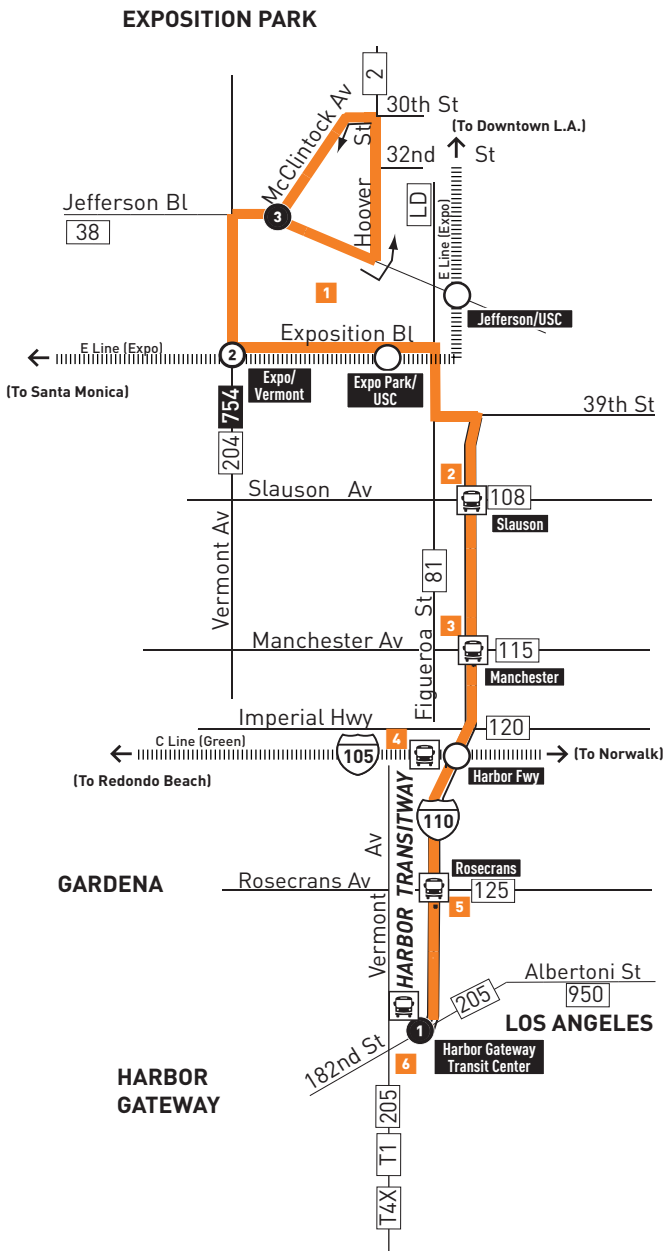 EXPOSITION PARK
2
McClintock Av
30th St
(To Downtown L.A.)
St
32nd
St
Hoover
LD
E Line (Expo)
Jefferson Bl
38
3
1
Jefferson/USC
Exposition Bl
E Line (Expo)
2
(To Santa Monica)
Expo/
Vermont
Expo Park/
USC
754
204
39th St
2
Slauson Av
108
Slauson
Vermont Av
81
Figueroa St
3
Manchester Av
115
Manchester
Imperial Hwy
120
C Line (Green)
4
105
(To Redondo Beach)
(To Norwalk)
Harbor Fwy
110
HARBOR TRANSITWAY
Vermont Av
GARDENA
Rosecrans Av
Rosecrans
125
5
Albertoni St
205
950
LOS ANGELES
1
182nd St
Harbor Gateway
Transit Center
6
HARBOR
GATEWAY
205
T1
T4X